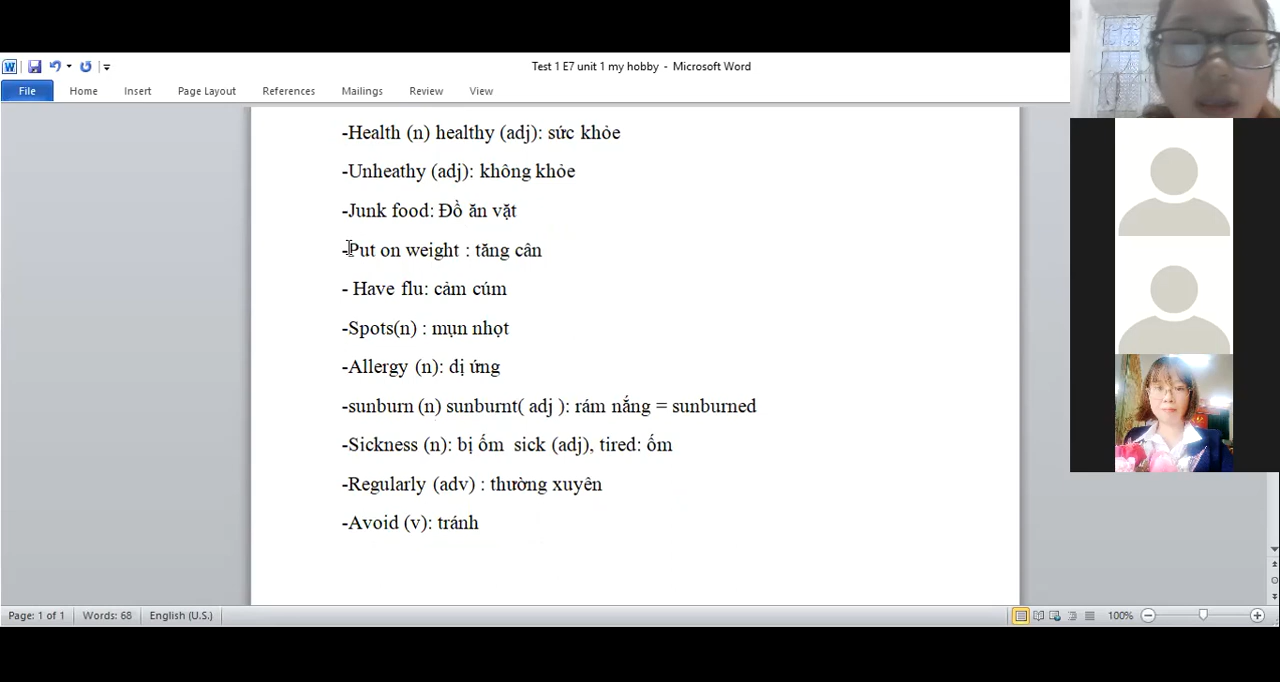 Test 1 E7 unit 1 my hobby - Microsoft Word
File Home Insert Page Layout References Mailings Review View
-Health (n) healthy (adj): sức khỏe
-Unheathy (adj): không khỏe
-Junk food: Đồ ăn vặt
-Put on weight : tăng cân
- Have flu: cảm cúm
-Spots(n) : mụn nhọt
-Allergy (n): dị ứng
-sunburn (n) sunburnt( adj ): rám nắng = sunburned
-Sickness (n): bị ốm sick (adj), tired: ốm
-Regularly (adv) : thường xuyên
-Avoid (v): tránh
Page: 1 of 1 Words: 68 English (U.S.) 100%